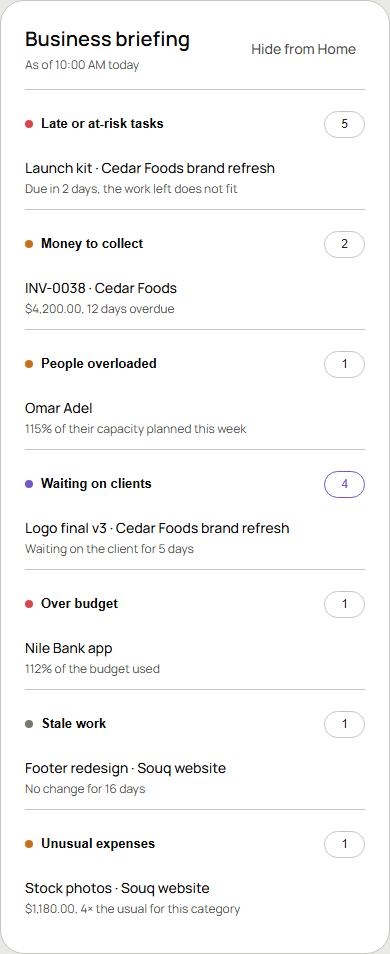 Business briefing
Hide from Home
As of 10:00 AM today
Late or at-risk tasks
5
Launch kit · Cedar Foods brand refresh
Due in 2 days, the work left does not fit
Money to collect
2
INV-0038 · Cedar Foods
$4,200.00, 12 days overdue
People overloaded
1
Omar Adel
115% of their capacity planned this week
Waiting on clients
4
Logo final v3 · Cedar Foods brand refresh
Waiting on the client for 5 days
Over budget
1
Nile Bank app
112% of the budget used
Stale work
1
Footer redesign · Souq website
No change for 16 days
Unusual expenses
1
Stock photos · Souq website
$1,180.00, 4× the usual for this category